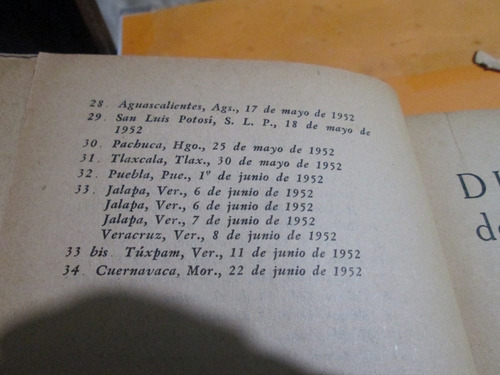 28. Aguascalientes, Ags., 17 de mayo de 1952
29. San Luis Potosí, S. L. P., 18 de mayo de
1952
30. Pachuca, Hgo., 25 de mayo de 1952
31. Tlaxcala, Tlax., 30 de mayo de 1952
32. Puebla, Pue., 1º de junio de 1952
33. Jalapa, Ver., 6 de junio de 1952
Jalapa, Ver., 6 de junio de 1952
Jalapa, Ver., 7 de junio de 1952
Veracruz, Ver., 8 de junio de 1952
33 bis. Túxpam, Ver., 11 de junio de 1952
34. Cuernavaca, Mor., 22 de junio de 1952